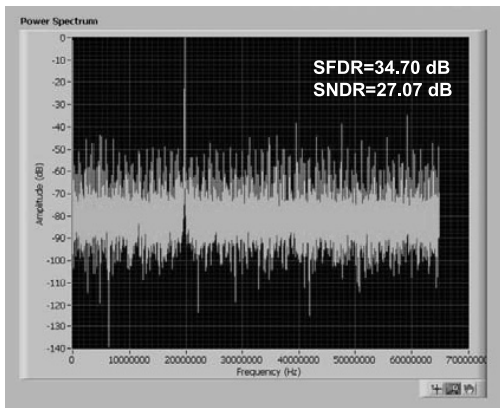 Power Spectrum
SFDR=34.70 dB
SNDR=27.07 dB
Amplitude (dB)
0
-10
-20
-30
-40
-50
-60
-70
-80
-90
-100
-110
-120
-130
-140
0 10000000 20000000 30000000 40000000 50000000 60000000 70000000
Frequency (Hz)